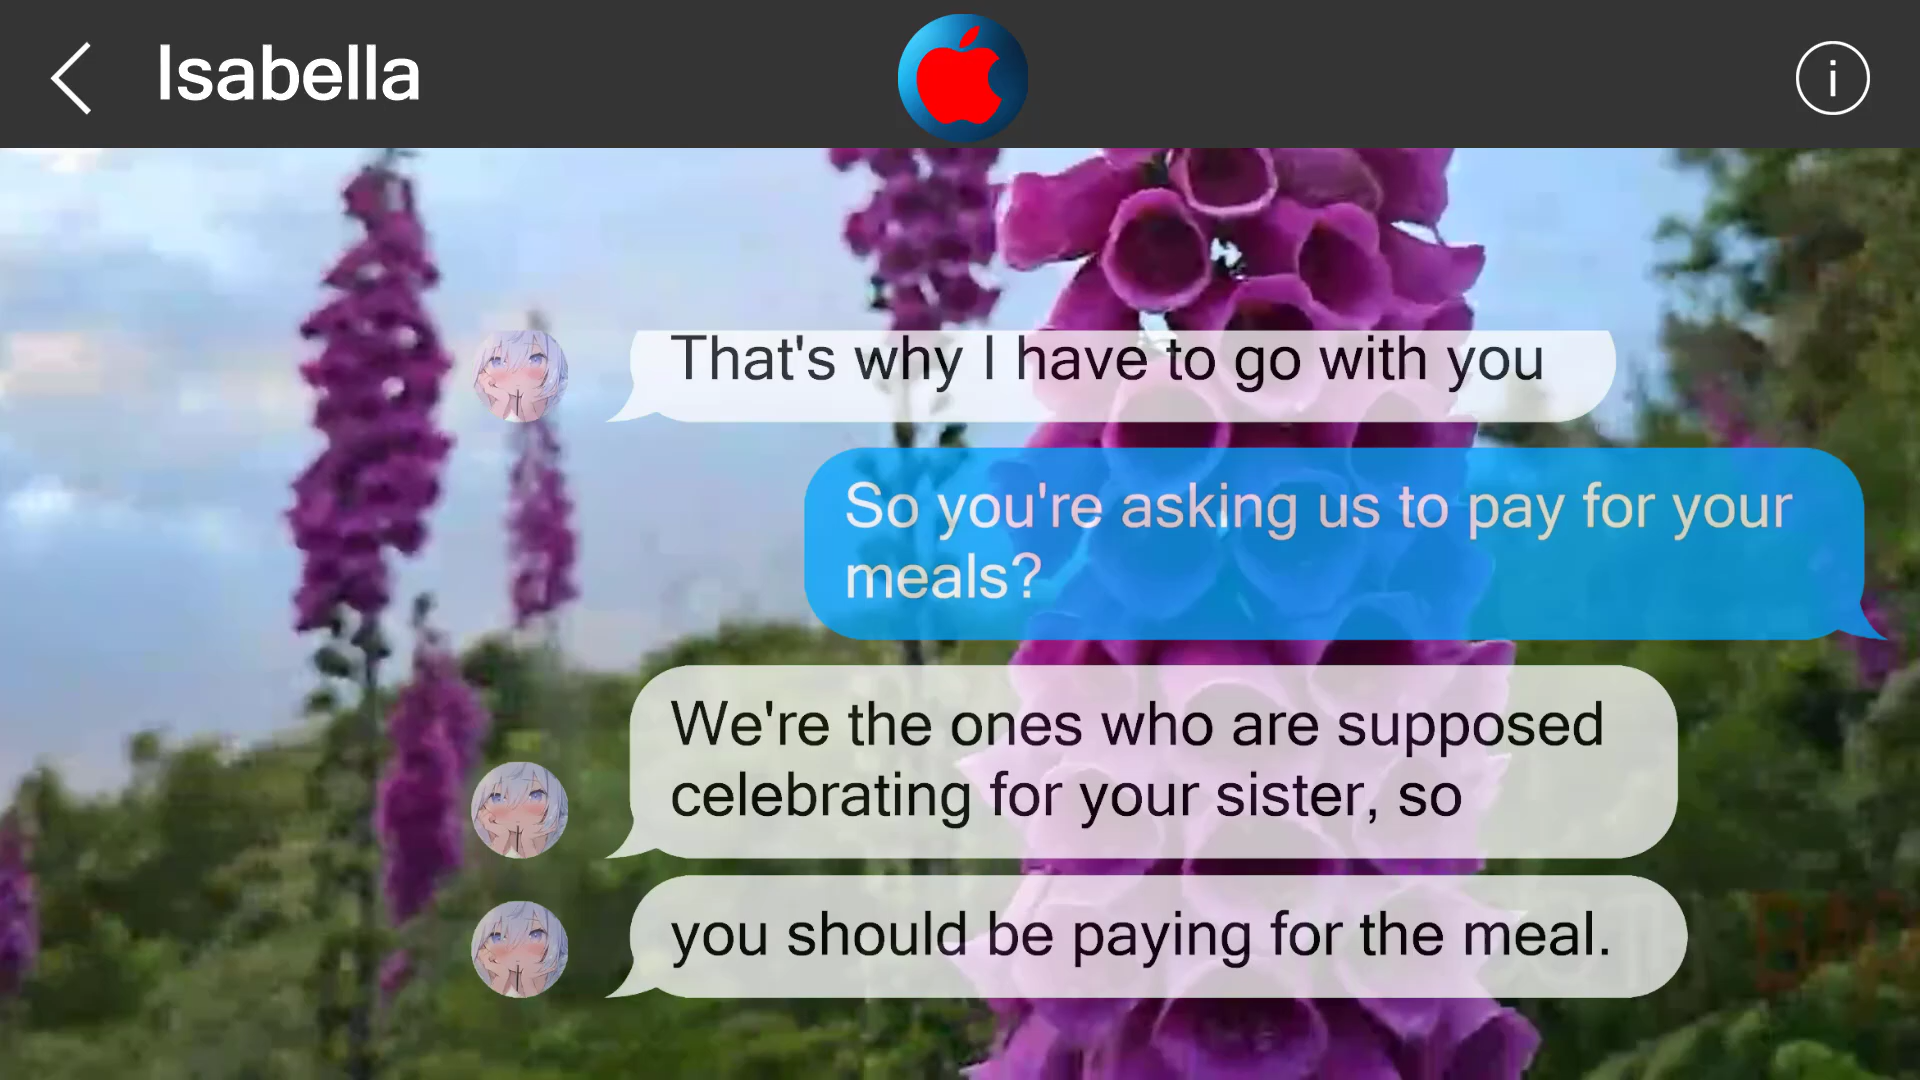 Isabella
That's why I have to go with you
So you're asking us to pay for your
meals?
We're the ones who are supposed
celebrating for your sister, so
you should be paying for the meal.